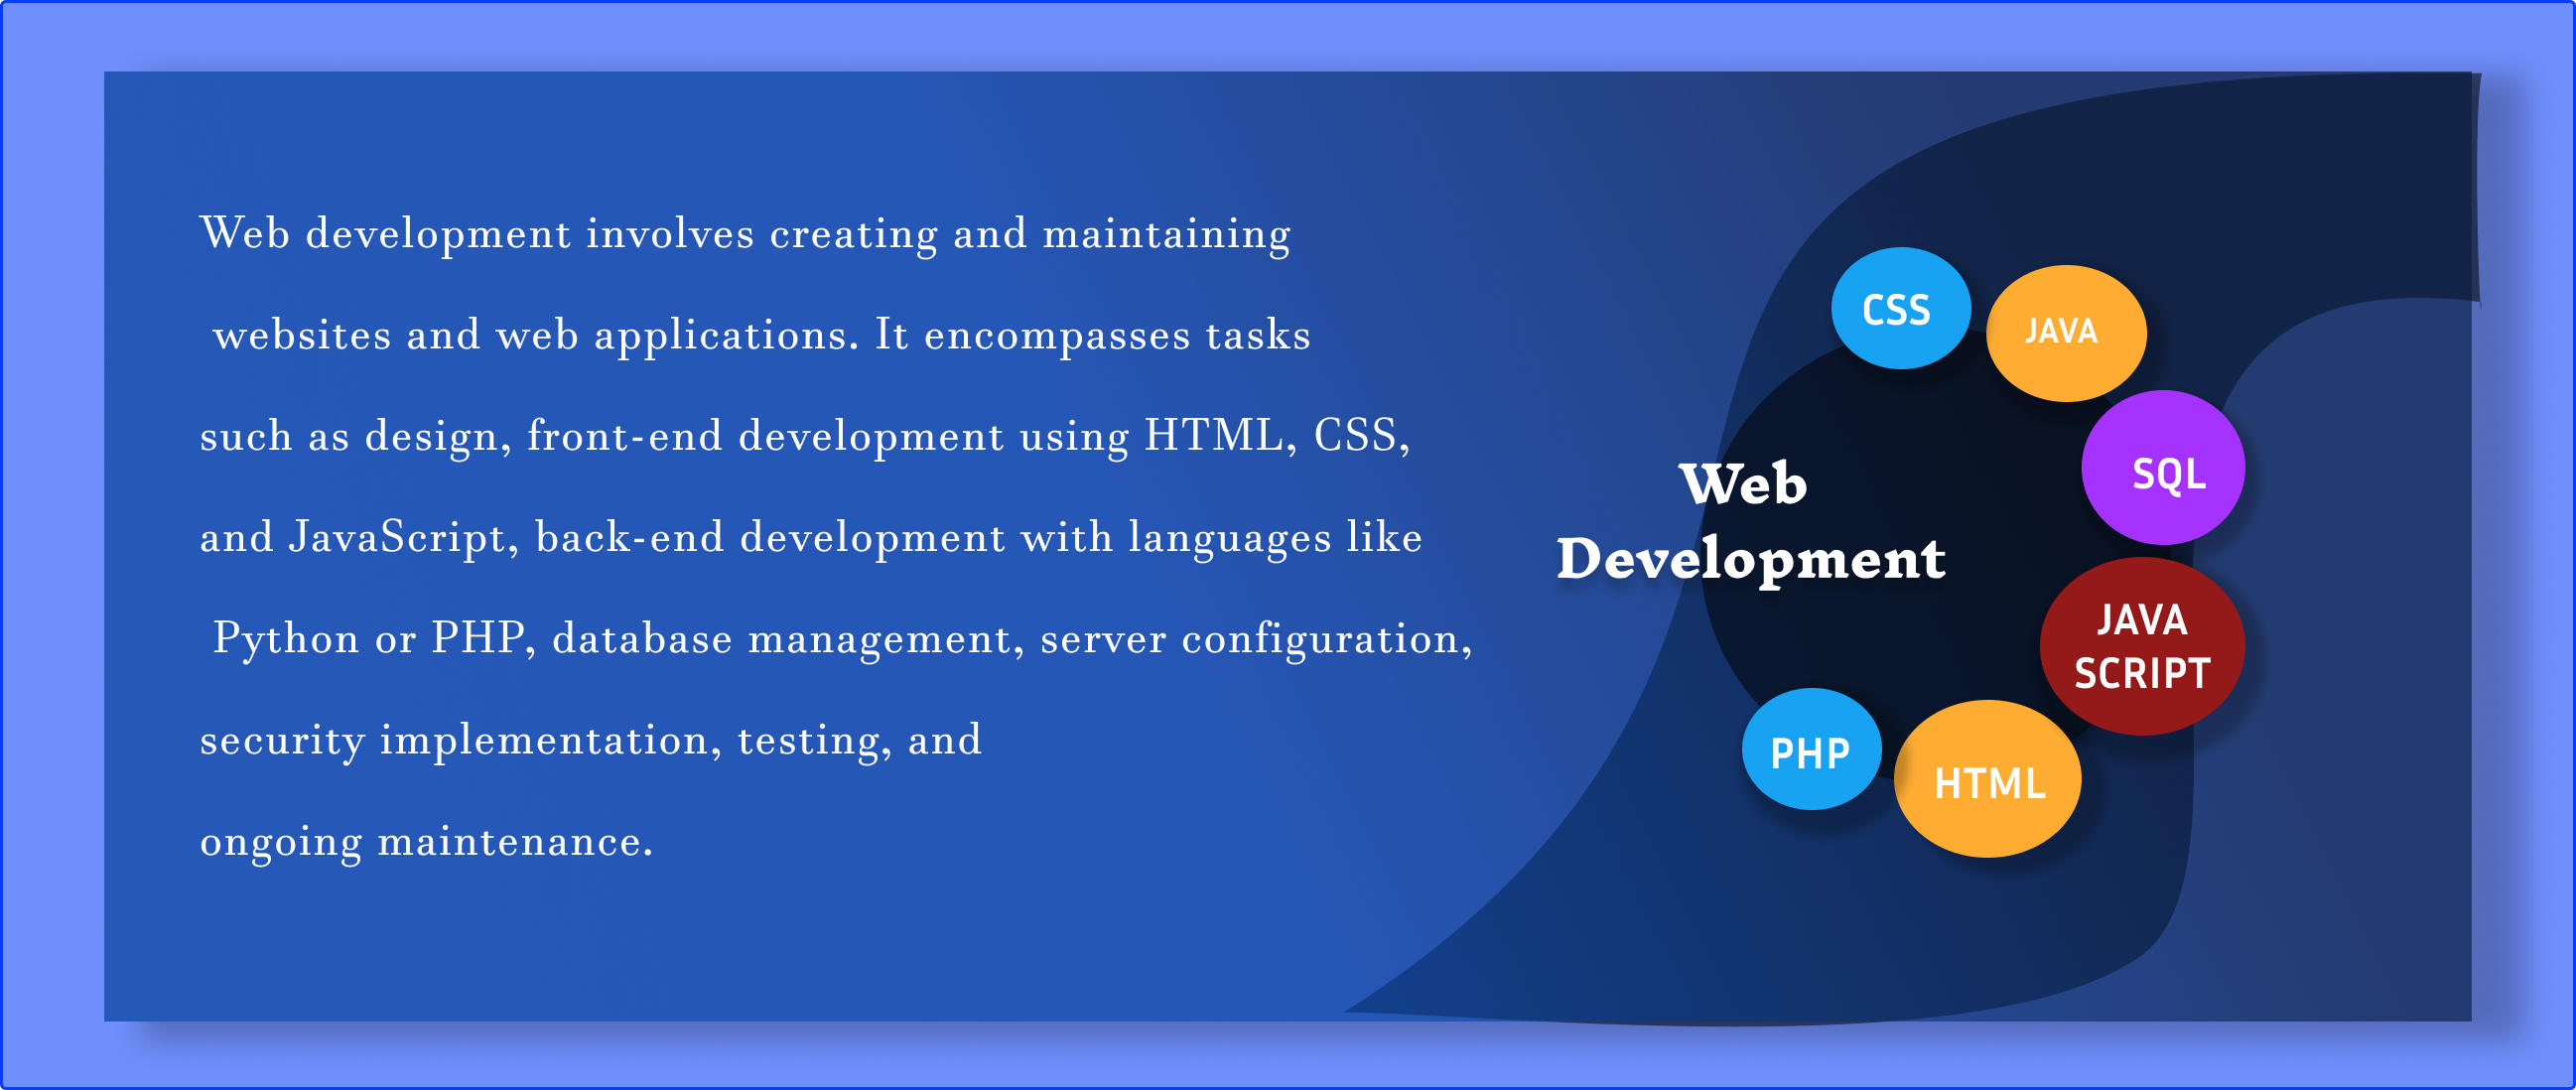 Web development involves creating and maintaining
websites and web applications. It encompasses tasks
such as design, front-end development using HTML, CSS,
and JavaScript, back-end development with languages like
Python or PHP, database management, server configuration,
security implementation, testing, and
ongoing maintenance.
Web
Development
CSS
JAVA
SQL
JAVA
SCRIPT
HTML
PHP